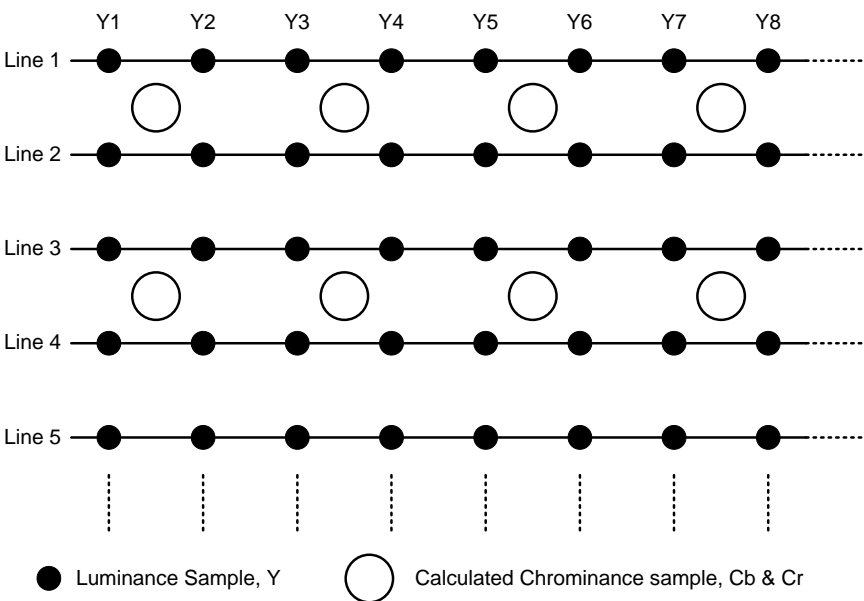 Y1 Y2 Y3 Y4 Y5 Y6 Y7 Y8
Line 1
Line 2
Line 3
Line 4
Line 5
Luminance Sample, Y
Calculated Chrominance sample, Cb & Cr